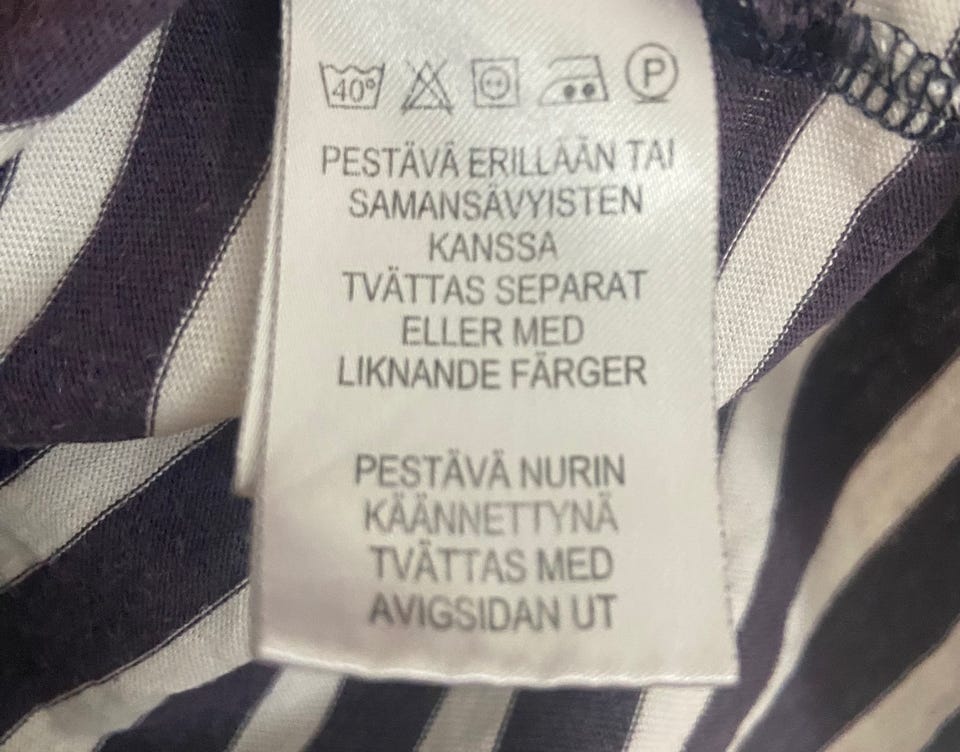 40° P
PESTÄVÄ ERILLÄÄN TAI
SAMANSÄVYISTEN
KANSSA
TVÄTTAS SEPARAT
ELLER MED
LIKNANDE FÄRGER
PESTÄVÄ NURIN
KÄÄNNETTYNÄ
TVÄTTAS MED
AVIGSIDAN UT